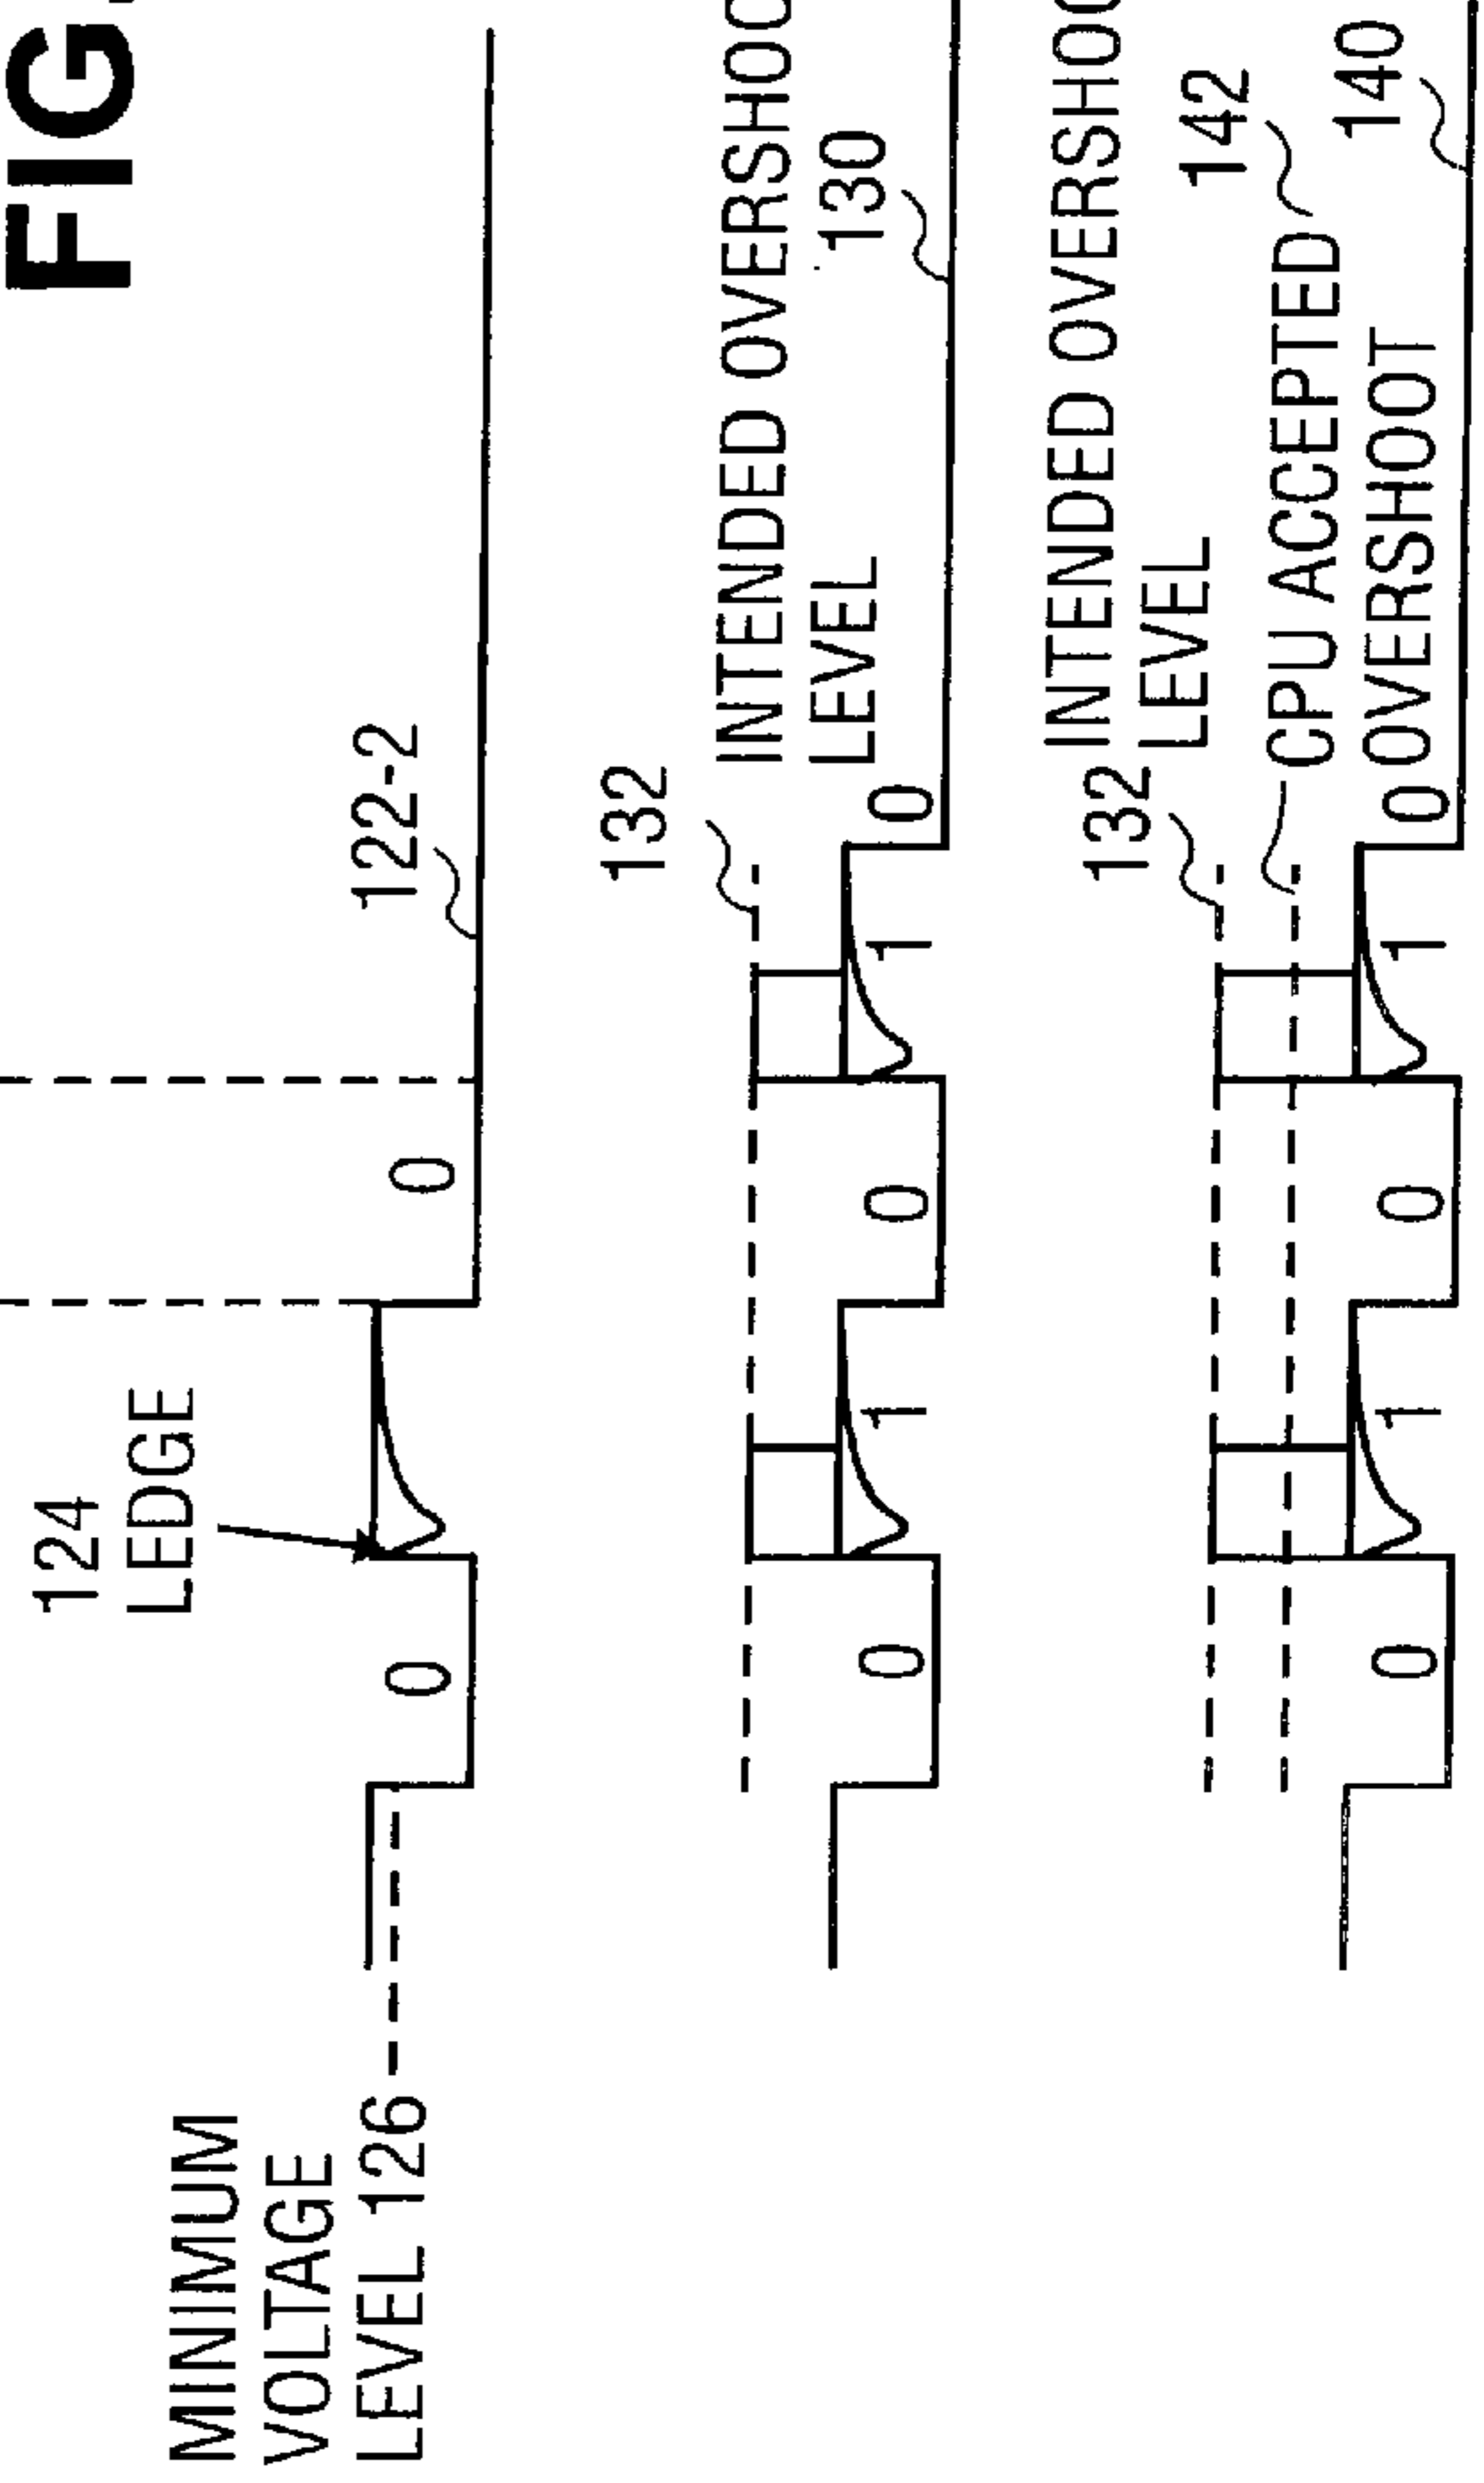 FIG.
124
LEDGE
MINIMUM
VOLTAGE
LEVEL 126
0
0
122-2
132
INTENDED OVERSHOO
LEVEL
130
0
1
0
1
0
INTENDED OVERSHOO
132
LEVEL
142
CPU ACCEPTED
OVERSHOOT
140
0
1
0
1
0